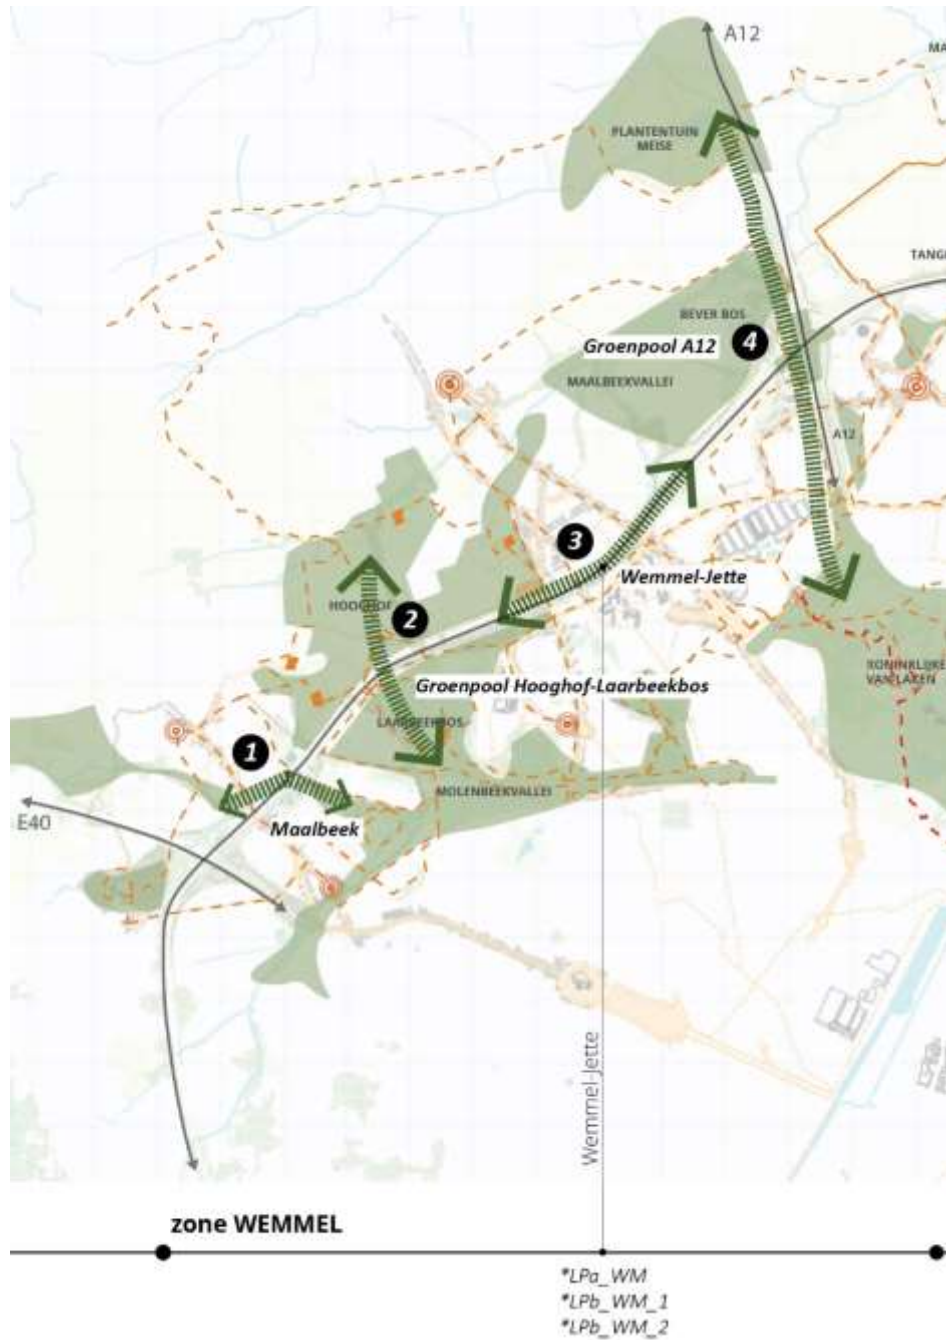 A12
MA
PLANTENTUIN
MEISE
TANG
BEVER BOS
Groenpool A12
4
MAALBEEKVALLEI
A12
3
Wemmel-Jette
HOOGHOF
2
KONINKLIJKE
VAN LAKEN
Groenpool Hooghof-Laarbeekbos
LAARBEEKBOS
1
MOLENBEEKVALLEI
E40
Maalbeek
Wemmel-Jette
zone WEMMEL
*LPa_WM
*LPb_WM_1
*LPb_WM_2